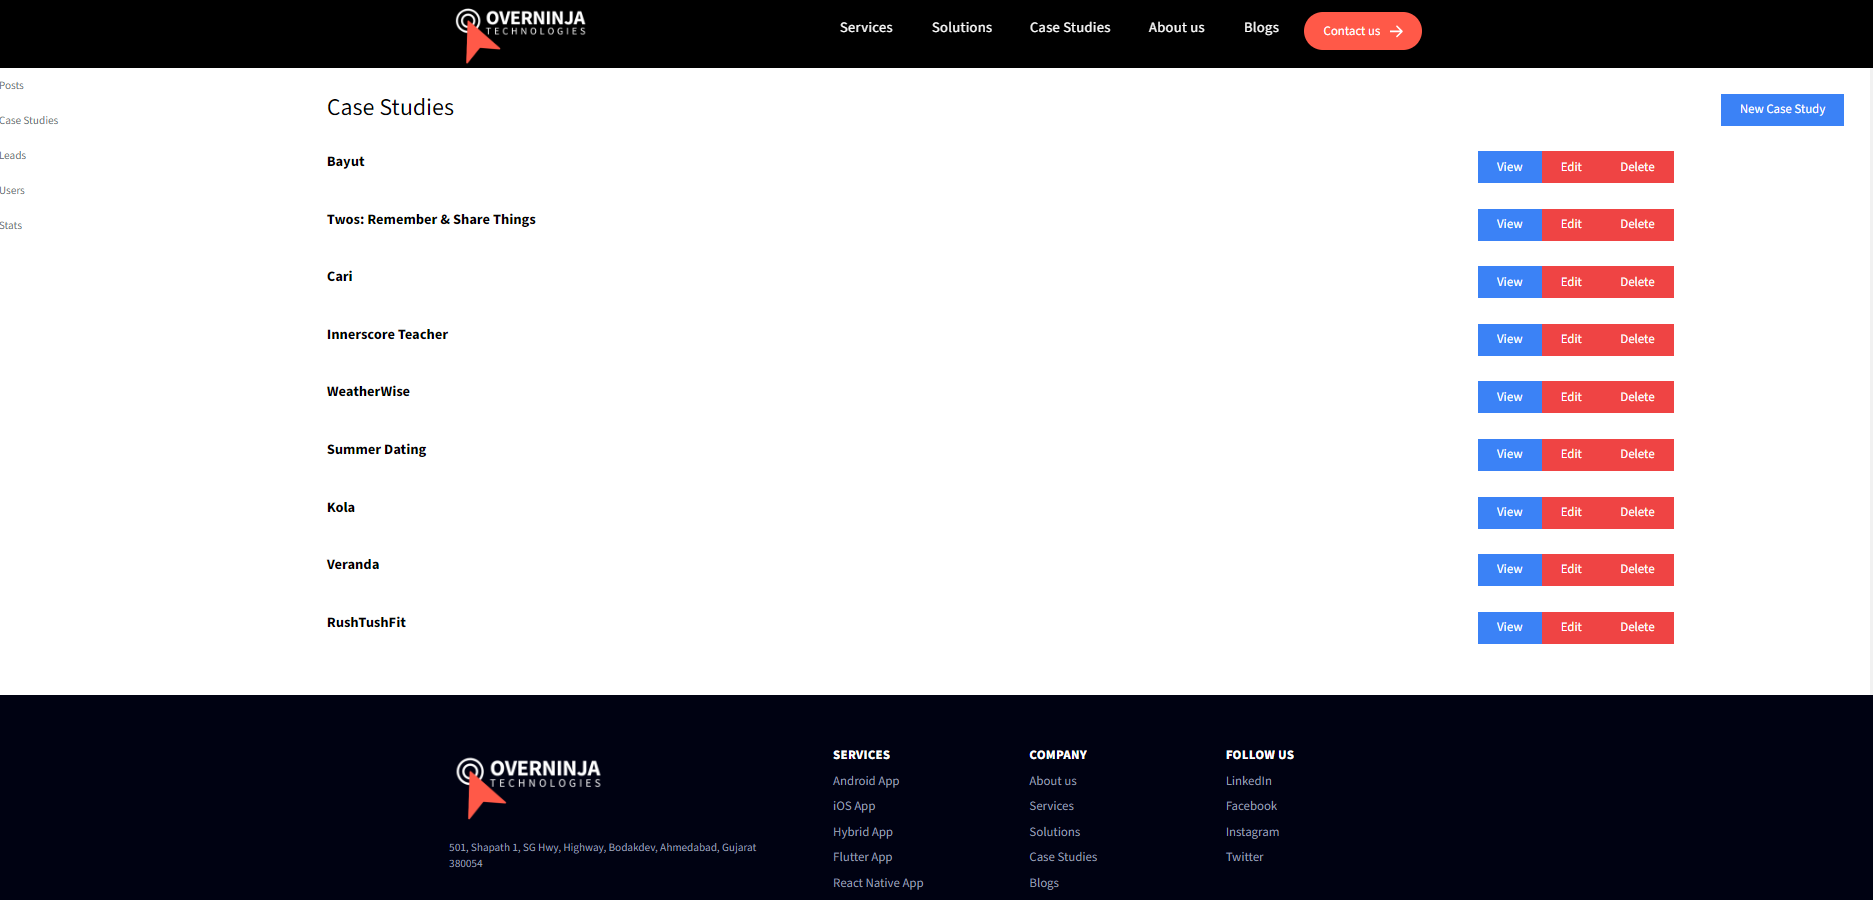 OVERNINJA
TECHNOLOGIES
Services
Solutions
Case Studies
About us
Blogs
Contact us
Posts
Case Studies
Leads
Users
Stats
Case Studies
New Case Study
Bayut
View Edit Delete
Twos: Remember & Share Things
View Edit Delete
Cari
View Edit Delete
Innerscore Teacher
View Edit Delete
WeatherWise
View Edit Delete
Summer Dating
View Edit Delete
Kola
View Edit Delete
Veranda
View Edit Delete
RushTushFit
View Edit Delete
OVERNINJA
TECHNOLOGIES
501, Shapath 1, SG Hwy, Highway, Bodakdev, Ahmedabad, Gujarat
380054
SERVICES
Android App
iOS App
Hybrid App
Flutter App
React Native App
COMPANY
About us
Services
Solutions
Case Studies
Blogs
FOLLOW US
LinkedIn
Facebook
Instagram
Twitter